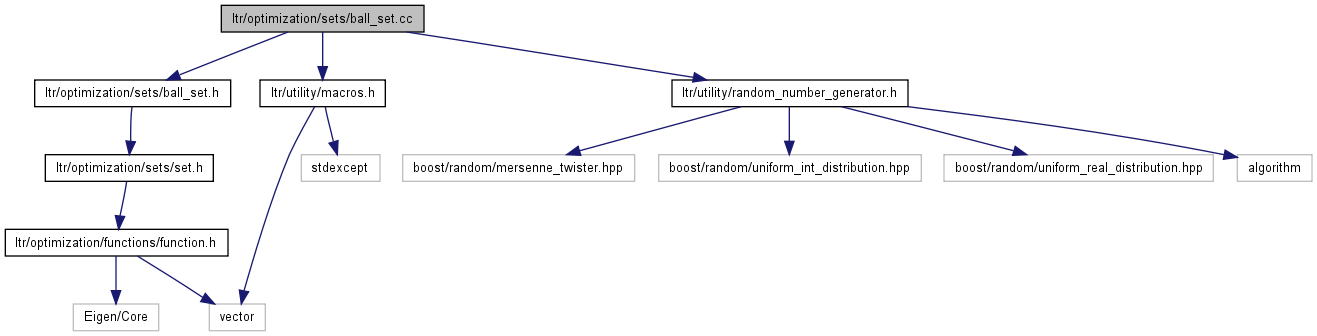 ltr/optimization/sets/ball_set.cc
ltr/optimization/sets/ball_set.h
ltr/utility/macros.h
ltr/utility/random_number_generator.h
ltr/optimization/sets/set.h
stdexcept
boost/random/mersenne_twister.hpp
boost/random/uniform_int_distribution.hpp
boost/random/uniform_real_distribution.hpp
algorithm
ltr/optimization/functions/function.h
Eigen/Core
vector